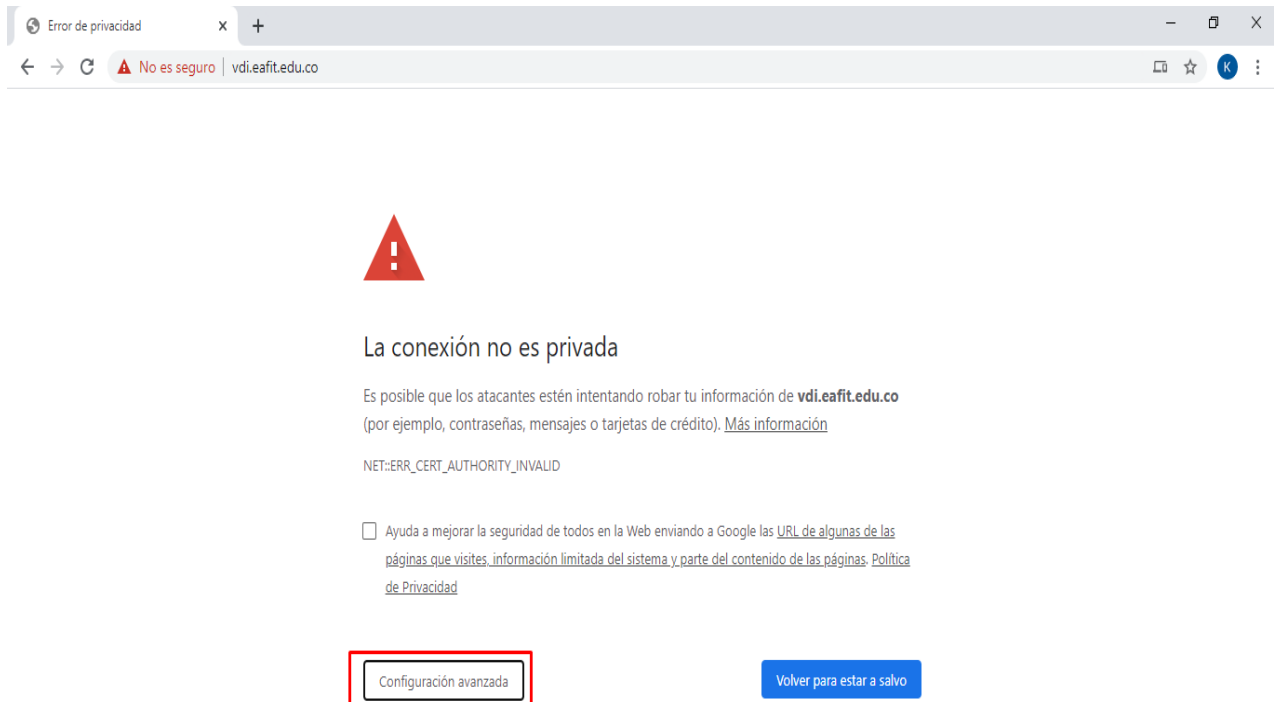 Error de privacidad
No es seguro | vdi.eafit.edu.co
K
La conexión no es privada
Es posible que los atacantes estén intentando robar tu información de vdi.eafit.edu.co
(por ejemplo, contraseñas, mensajes o tarjetas de crédito). Más información
NET::ERR_CERT_AUTHORITY_INVALID
Ayuda a mejorar la seguridad de todos en la Web enviando a Google las URL de algunas de las
páginas que visites, información limitada del sistema y parte del contenido de las páginas. Política
de Privacidad
Configuración avanzada
Volver para estar a salvo